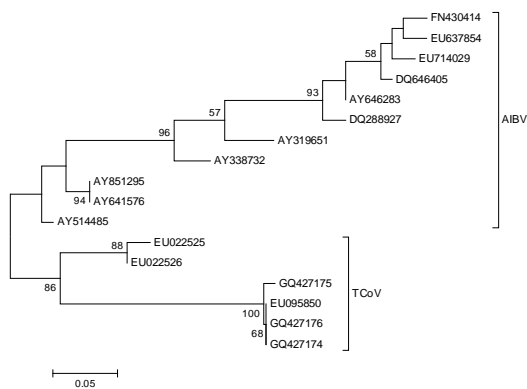 FN430414
EU637854
58
EU714029
DQ646405
93
AY646283
AIBV
57
DQ288927
96
AY319651
AY338732
AY851295
94
AY641576
AY514485
EU022525
88
EU022526
86
GQ427175
TCoV
EU095850
100
GQ427176
68
GQ427174
0.05